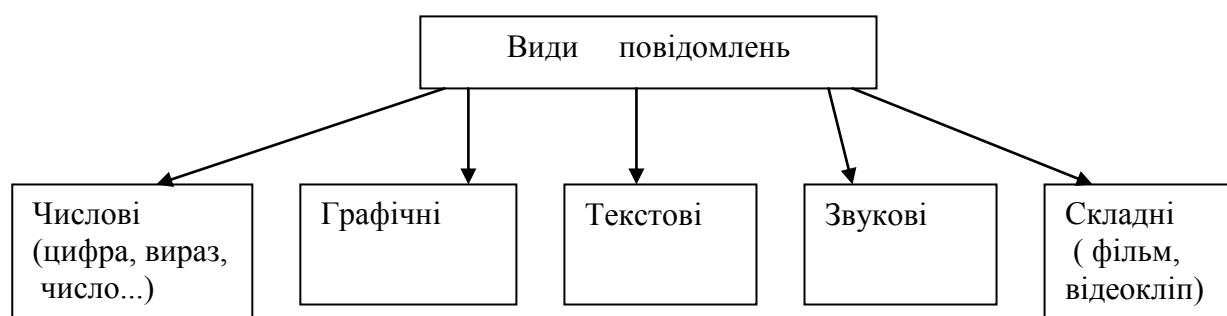 Види повідомлень
Числові
(цифра, вираз,
число...)
Графічні
Текстові
Звукові
Складні
( фільм,
відеокліп)